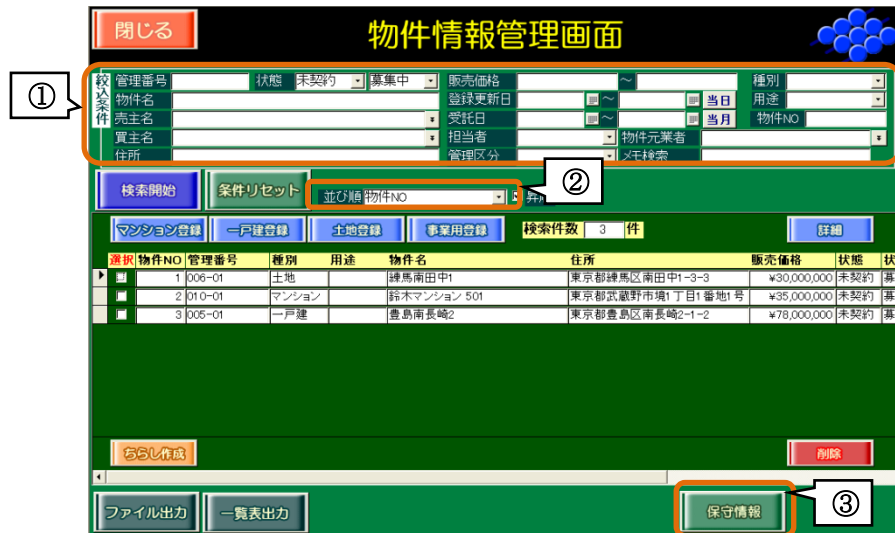 閉じる 物件情報管理画面
①
絞込条件
管理番号 状態 未契約 募集中 販売価格 ~ 種別
物件名 登録更新日 ~ 当日 用途
売主名 受託日 ~ 当月 物件NO
買主名 担当者 物件元業者
住所 管理区分 メモ検索
検索開始 条件リセット 並び順 物件NO ②
マンション登録 一戸建登録 土地登録 事業用登録 検索件数 3 件 詳細
選択 物件NO 管理番号 種別 用途 物件名 住所 販売価格 状態 状
1 006-01 土地 練馬南田中1 東京都練馬区南田中1-3-3 ¥30,000,000 未契約 募
2 010-01 マンション 鈴木マンション 501 東京都武蔵野市境1丁目1番地1号 ¥35,000,000 未契約 募
3 005-01 一戸建 豊島南長崎2 東京都豊島区南長崎2-1-2 ¥78,000,000 未契約 募
ちらし作成 削除
ファイル出力 一覧表出力 保守情報 ③